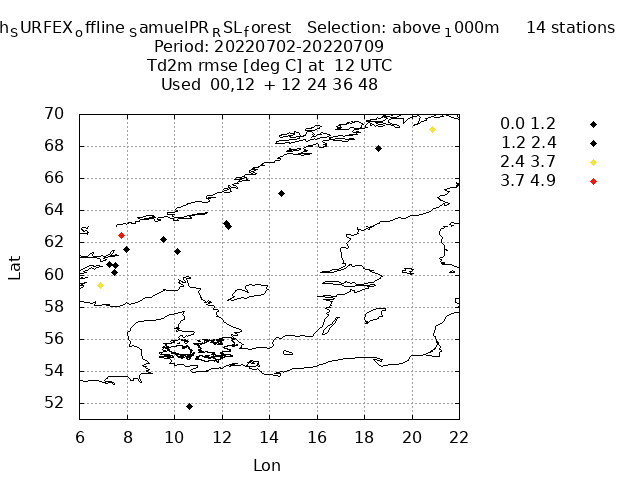 hSURFEXoffline SamuelPRRSLforest Selection: above1000m 14 stations
Period: 20220702-20220709
Td2m rmse [deg C] at 12 UTC
Used 00,12 + 12 24 36 48
70
68
66
64
62
60
58
56
54
52
Lat
6 8 10 12 14 16 18 20 22
Lon
0.0 1.2
1.2 2.4
2.4 3.7
3.7 4.9